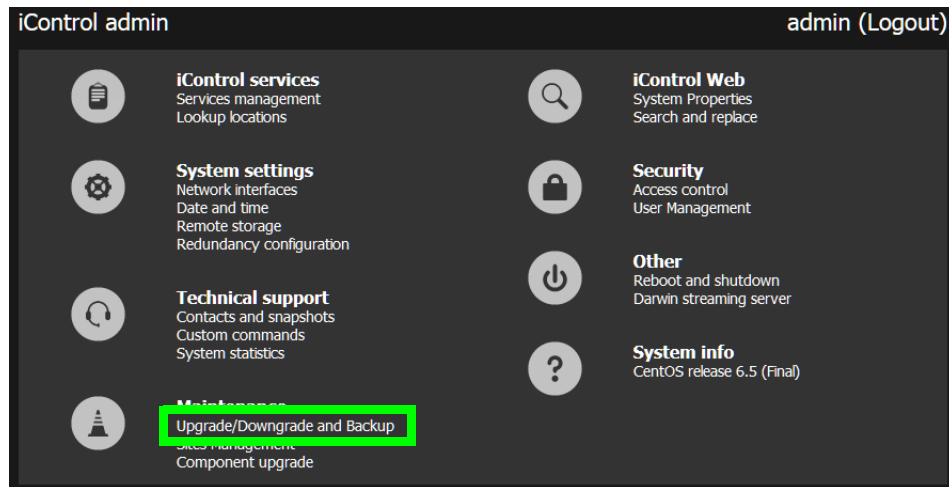 iControl admin
admin (Logout)
iControl services
Services management
Lookup locations
System settings
Network interfaces
Date and time
Remote storage
Redundancy configuration
Technical support
Contacts and snapshots
Custom commands
System statistics
Maintenance
Upgrade/Downgrade and Backup
Sites Management
Component upgrade
iControl Web
System Properties
Search and replace
Security
Access control
User Management
Other
Reboot and shutdown
Darwin streaming server
System info
CentOS release 6.5 (Final)